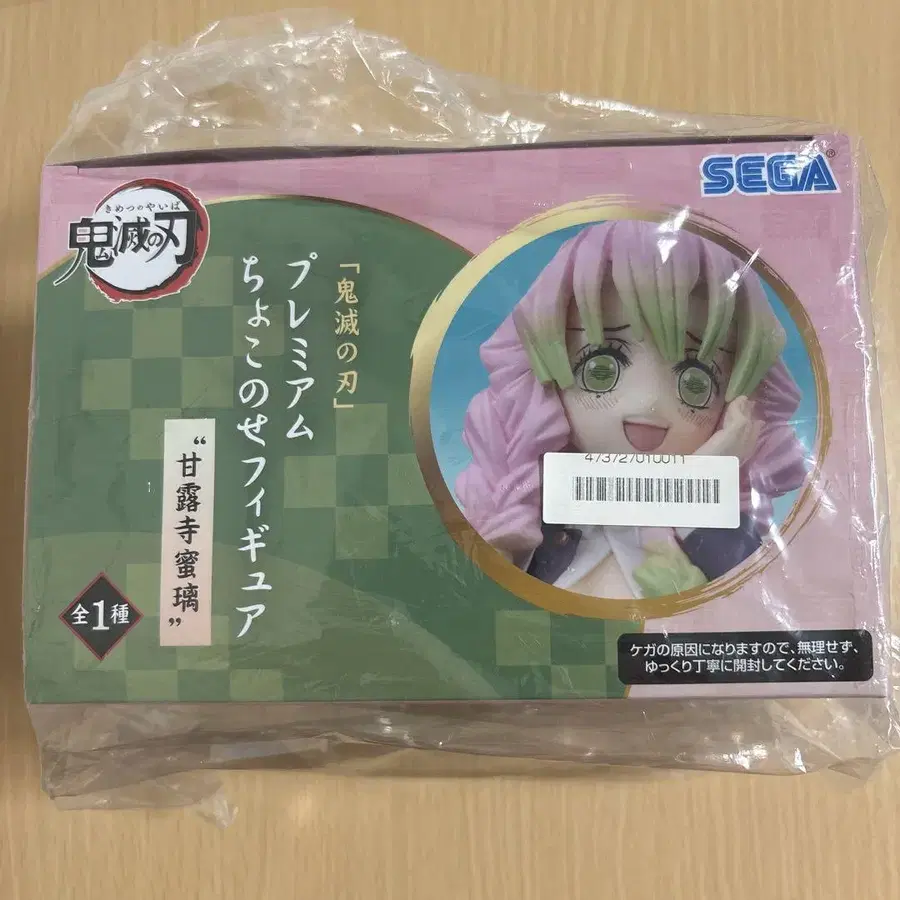 SEGA®
きめつのやいば
鬼滅の刃
「鬼滅の刃」
プレミアム
ちょこのせフィギュア
“甘露寺蜜璃”
全1種
473727010011
ケガの原因になりますので、無理せず、
ゆっくり丁寧に開封してください。